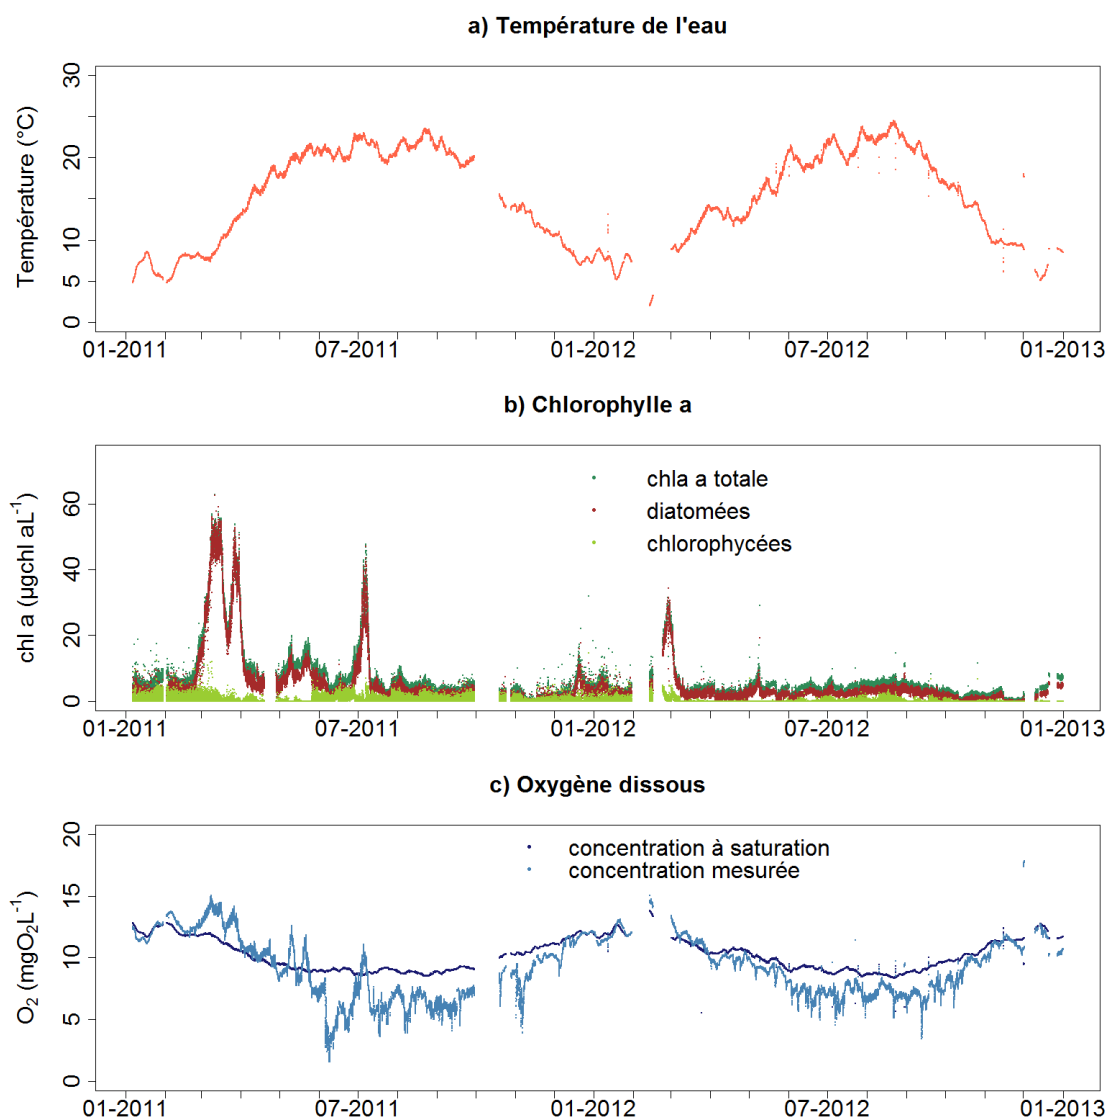 a) Température de l'eau
Température (°C)
30
20
10
5
0
01-2011
07-2011
01-2012
07-2012
01-2013
b) Chlorophylle a
chl a (µgchl aL⁻¹)
60
40
20
0
chla a totale
diatomées
chlorophycées
01-2011
07-2011
01-2012
07-2012
01-2013
c) Oxygène dissous
O₂ (mgO₂L⁻¹)
20
15
10
5
0
concentration à saturation
concentration mesurée
01-2011
07-2011
01-2012
07-2012
01-2013